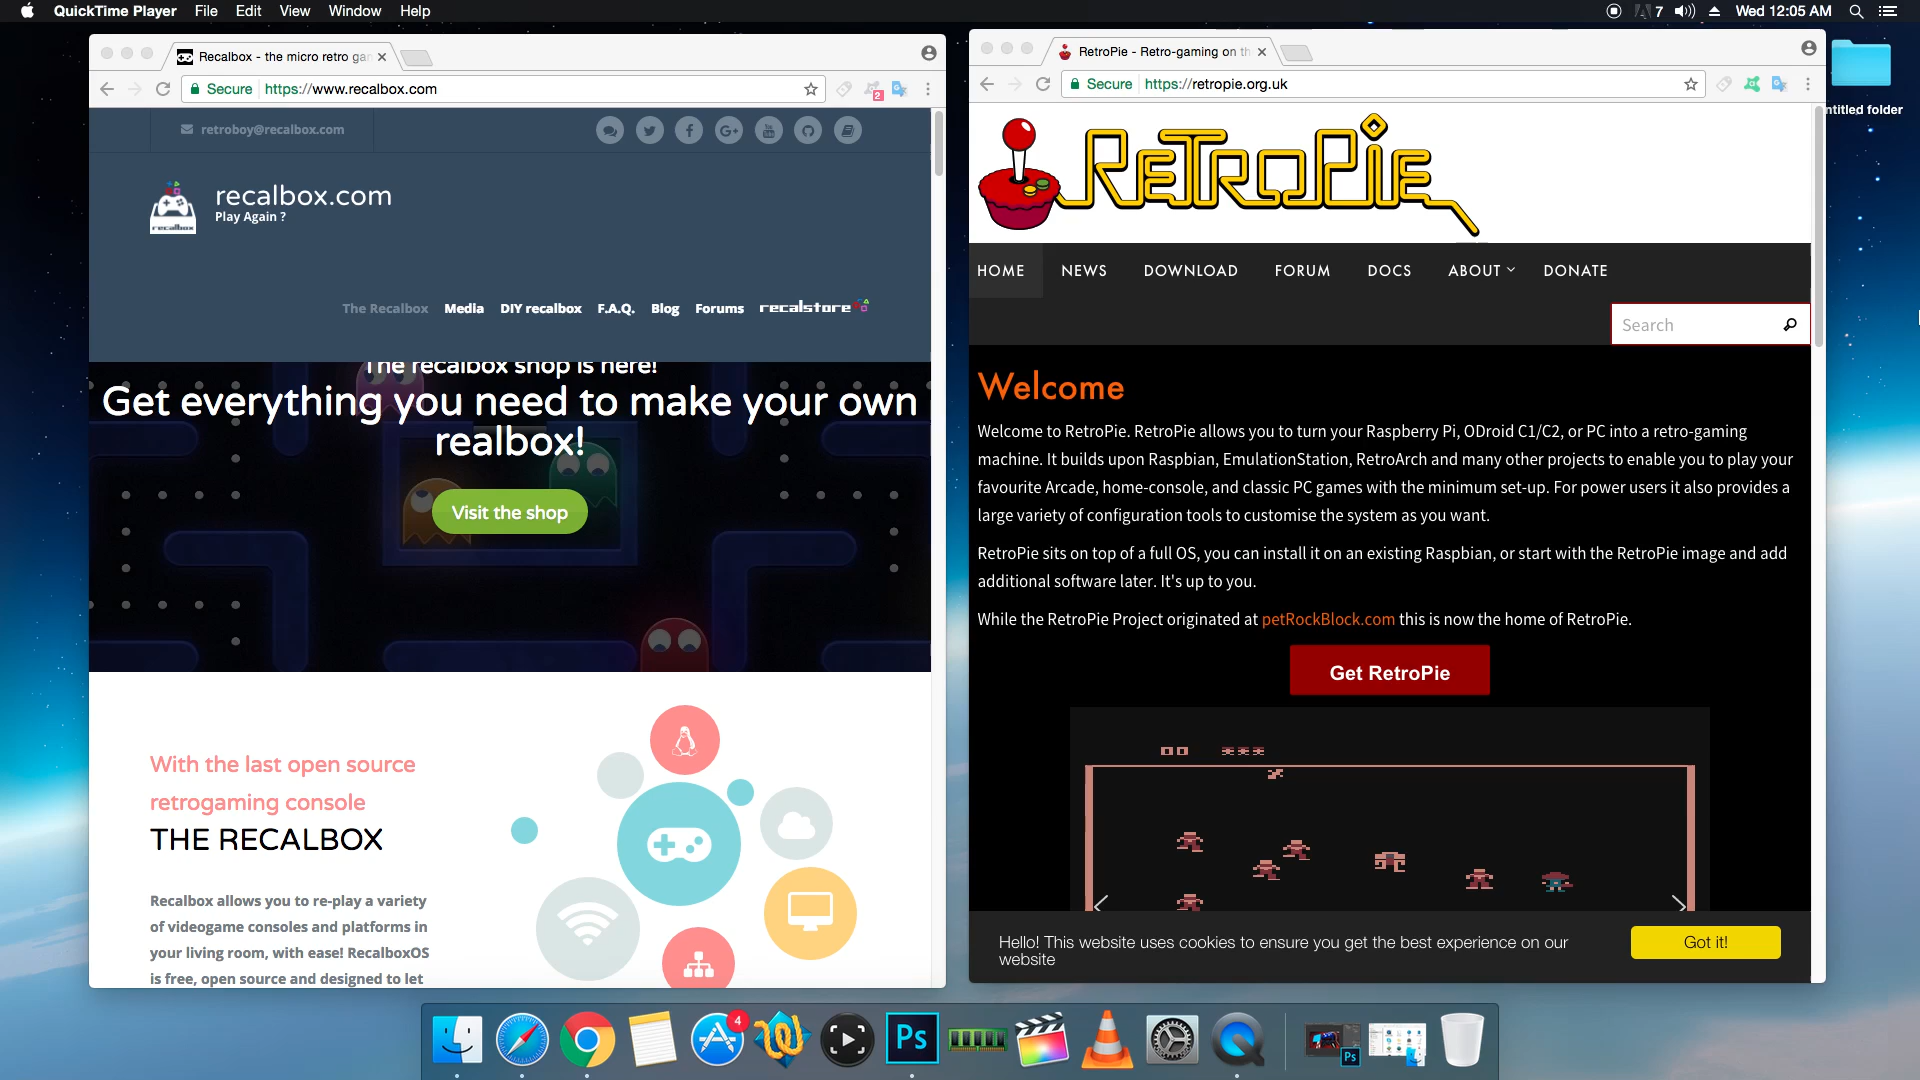 QuickTime Player File Edit View Window Help
7 Wed 12:05 AM
Recalbox - the micro retro gar
Secure https://www.recalbox.com
2
retroboy@recalbox.com
recalbox.com
Play Again ?
recalbox
The Recalbox Media DIY recalbox F.A.Q. Blog Forums recalstore
The recalbox shop is here!
Get everything you need to make your own
realbox!
Visit the shop
With the last open source
retrogaming console
THE RECALBOX
Recalbox allows you to re-play a variety
of videogame consoles and platforms in
your living room, with ease! RecalboxOS
is free, open source and designed to let
RetroPie - Retro-gaming on th
Secure https://retropie.org.uk
RETROPIE
HOME NEWS DOWNLOAD FORUM DOCS ABOUT DONATE
Search
Welcome
Welcome to RetroPie. RetroPie allows you to turn your Raspberry Pi, ODroid C1/C2, or PC into a retro-gaming
machine. It builds upon Raspbian, EmulationStation, RetroArch and many other projects to enable you to play your
favourite Arcade, home-console, and classic PC games with the minimum set-up. For power users it also provides a
large variety of configuration tools to customise the system as you want.
RetroPie sits on top of a full OS, you can install it on an existing Raspbian, or start with the RetroPie image and add
additional software later. It's up to you.
While the RetroPie Project originated at petRockBlock.com this is now the home of RetroPie.
Get RetroPie
Hello! This website uses cookies to ensure you get the best experience on our
website
Got it!
ntitled folder
4
Ps
Ps